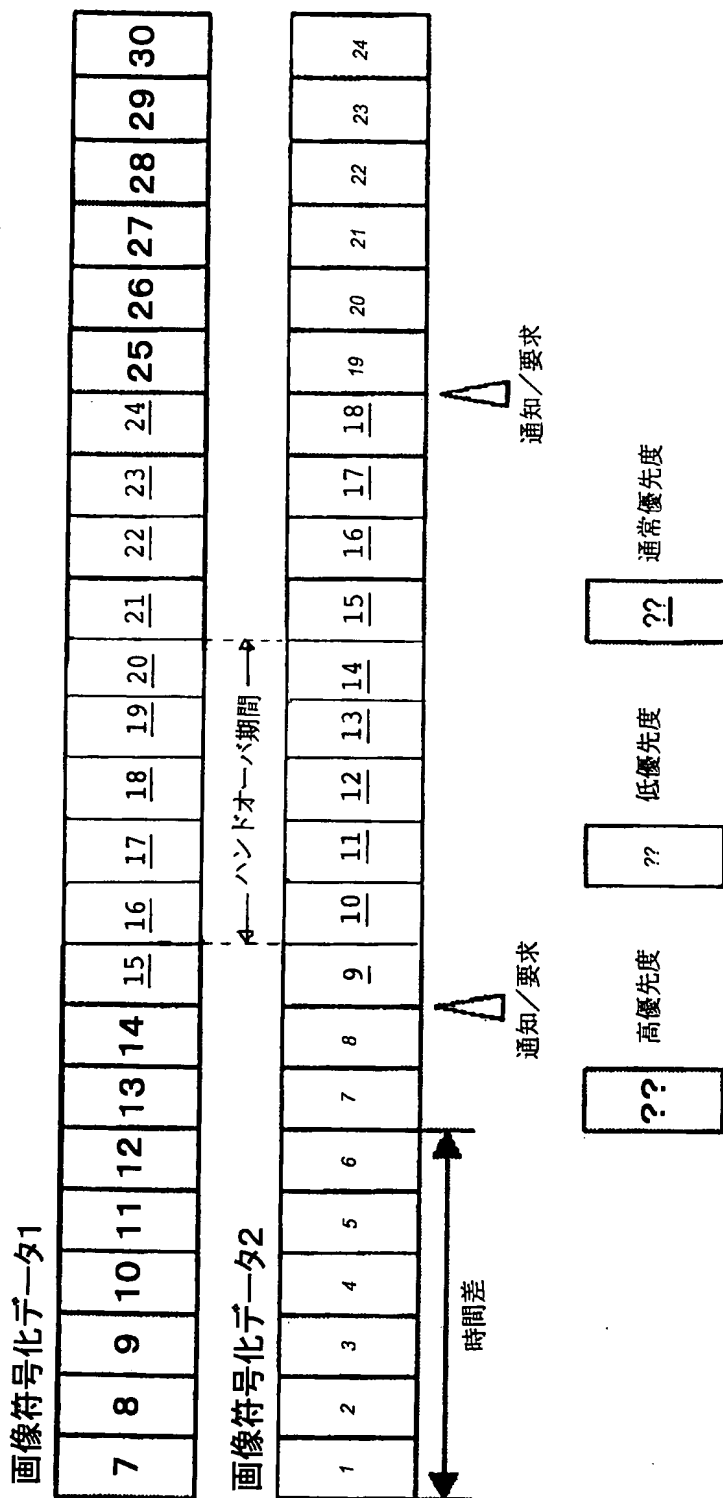 画像符号化データ1
7 8 9 10 11 12 13 14 15 16 17 18 19 20 21 22 23 24 25 26 27 28 29 30
←ハンドオーバ期間→
画像符号化データ2
1 2 3 4 5 6 7 8 9 10 11 12 13 14 15 16 17 18 19 20 21 22 23 24
時間差
通知／要求
通知／要求
?? 高優先度
?? 低優先度
?? 通常優先度